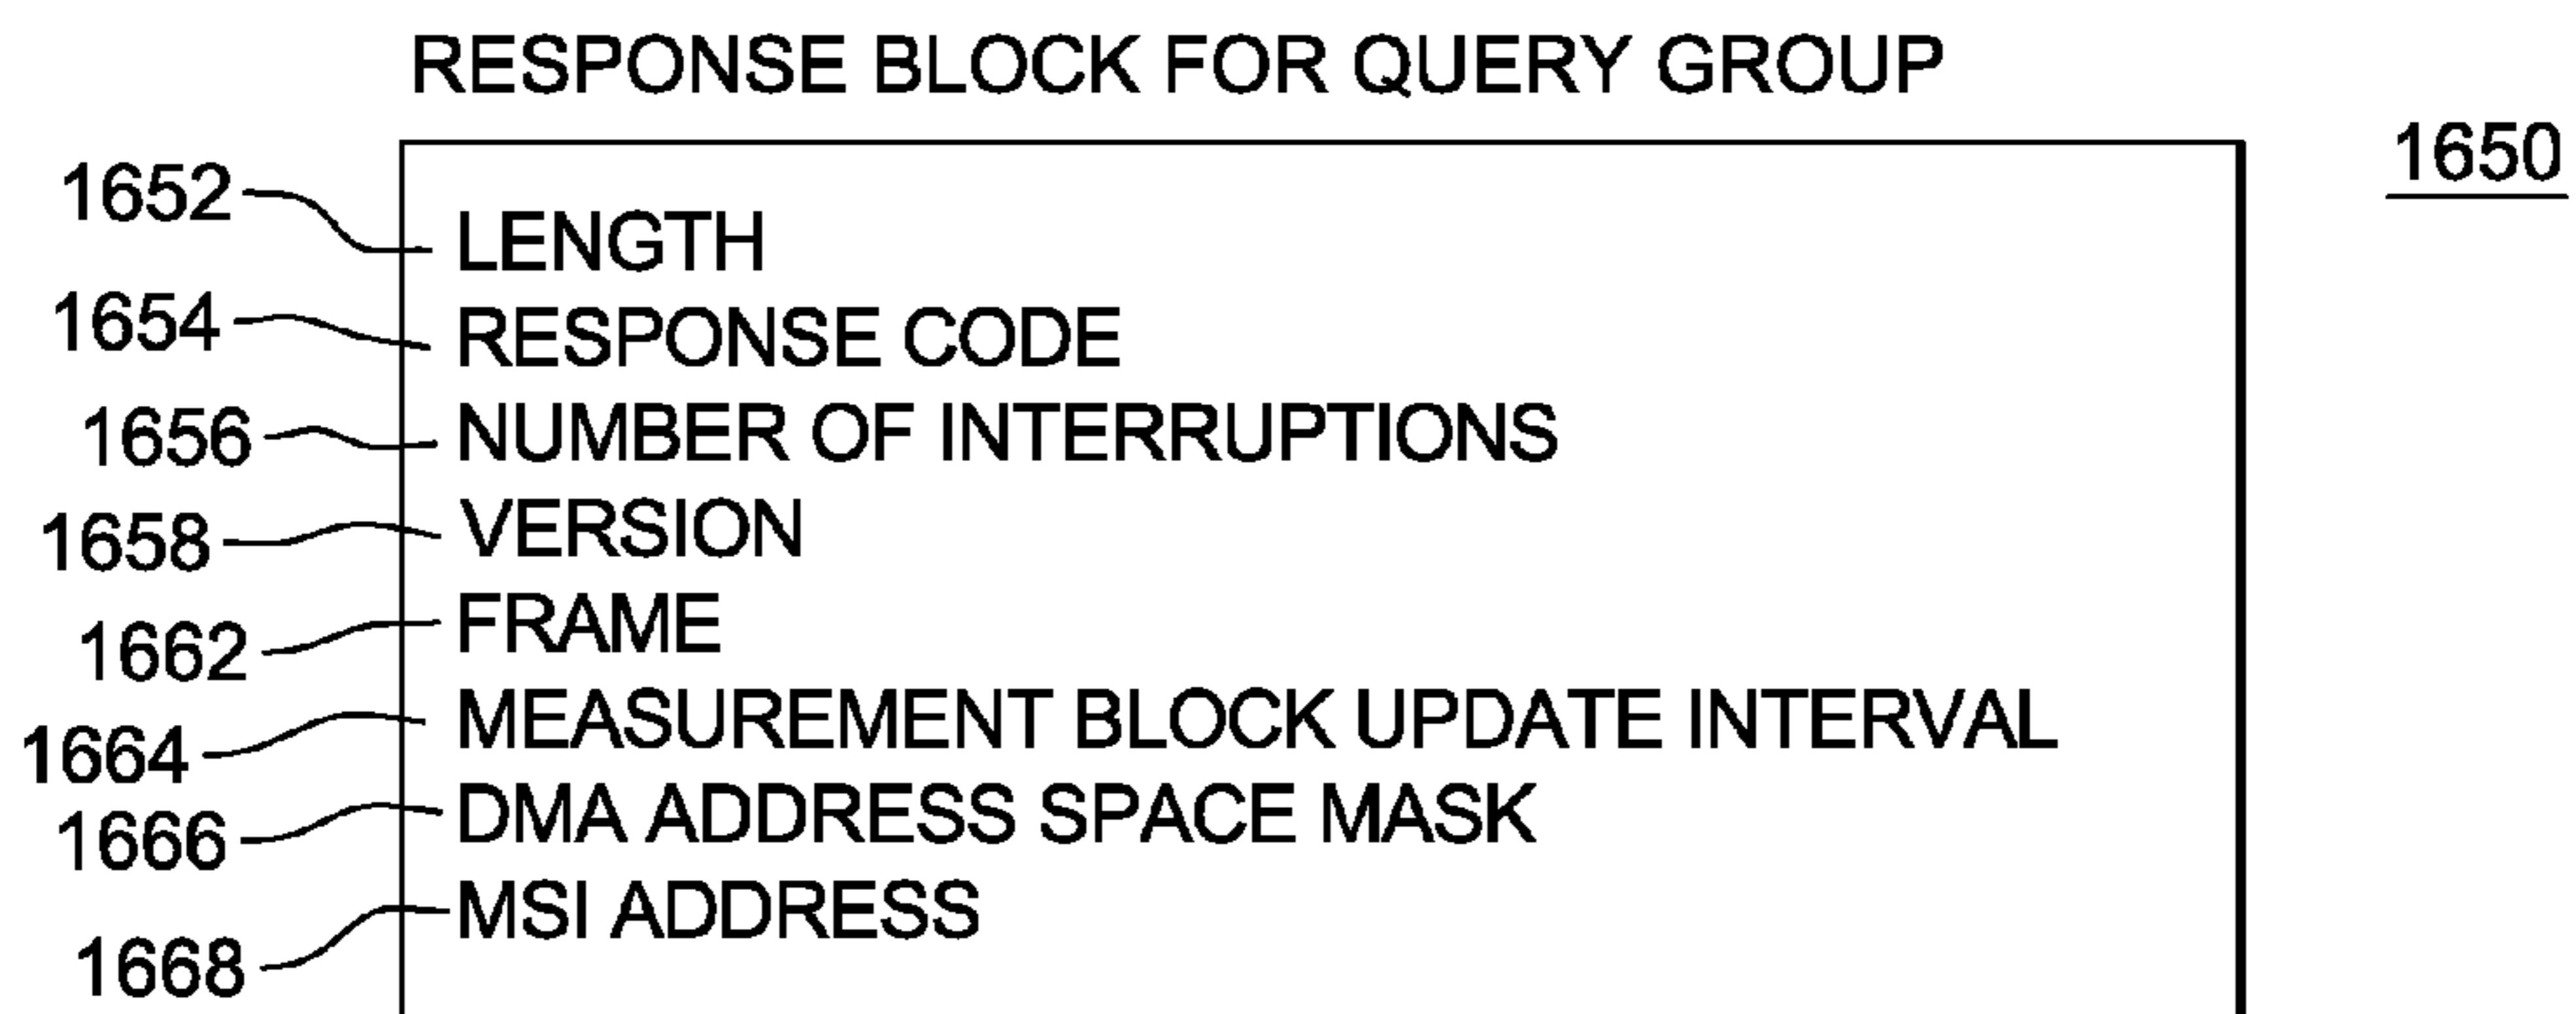 RESPONSE BLOCK FOR QUERY GROUP
1650
1652 LENGTH
1654 RESPONSE CODE
1656 NUMBER OF INTERRUPTIONS
1658 VERSION
1662 FRAME
1664 MEASUREMENT BLOCK UPDATE INTERVAL
1666 DMA ADDRESS SPACE MASK
1668 MSI ADDRESS